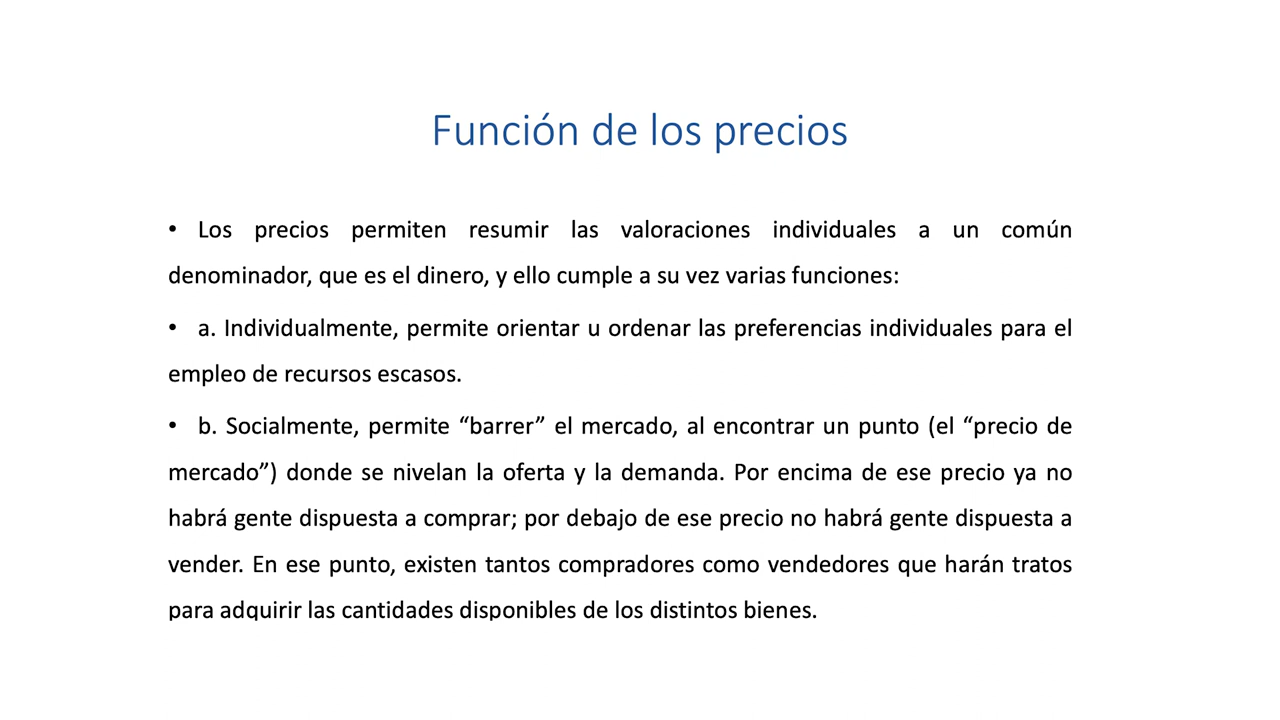 Función de los precios
• Los precios permiten resumir las valoraciones individuales a un común
denominador, que es el dinero, y ello cumple a su vez varias funciones:
• a. Individualmente, permite orientar u ordenar las preferencias individuales para el
empleo de recursos escasos.
• b. Socialmente, permite “barrer” el mercado, al encontrar un punto (el “precio de
mercado”) donde se nivelan la oferta y la demanda. Por encima de ese precio ya no
habrá gente dispuesta a comprar; por debajo de ese precio no habrá gente dispuesta a
vender. En ese punto, existen tantos compradores como vendedores que harán tratos
para adquirir las cantidades disponibles de los distintos bienes.